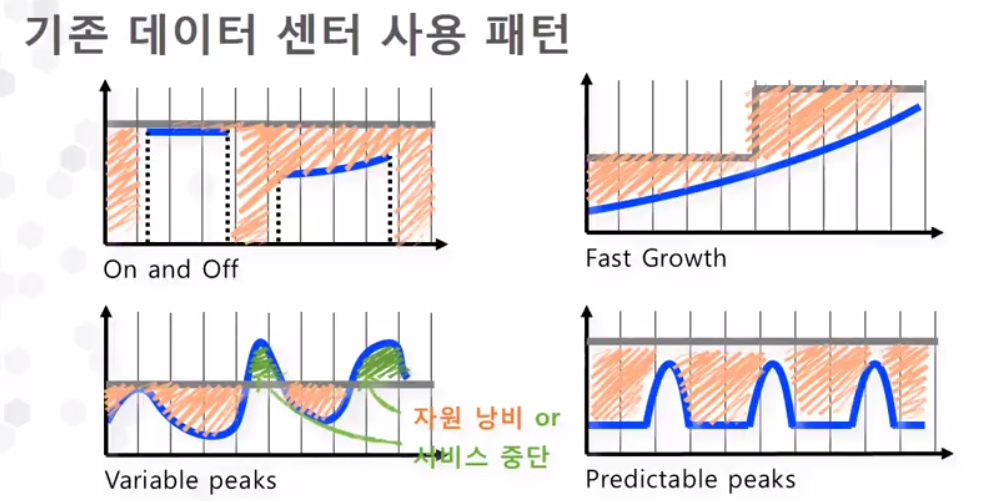 기존 데이터 센터 사용 패턴
On and Off
Fast Growth
자원 낭비 or
서비스 중단
Variable peaks
Predictable peaks